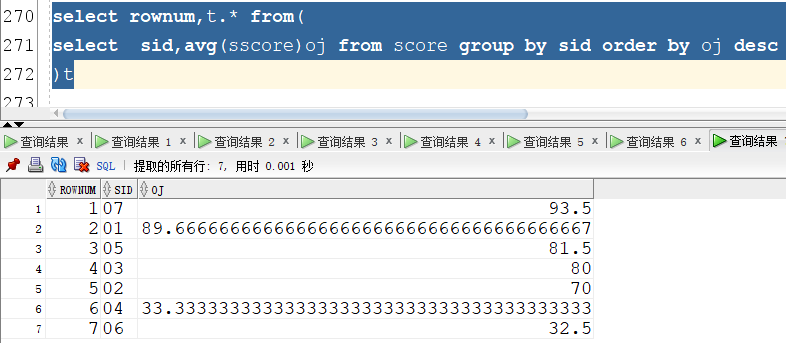 270 select rownum,t.* from(
271 select  sid,avg(sscore)oj from score group by sid order by oj desc
272 )t
273
查询结果 × 查询结果 1 × 查询结果 2 × 查询结果 3 × 查询结果 4 × 查询结果 5 × 查询结果 6 × 查询结果
SQL | 提取的所有行: 7, 用时 0.001 秒
ROWNUM SID OJ
1 1 07 93.5
2 2 01 89.6666666666666666666666666666666666667
3 3 05 81.5
4 4 03 80
5 5 02 70
6 6 04 33.3333333333333333333333333333333333333
7 7 06 32.5